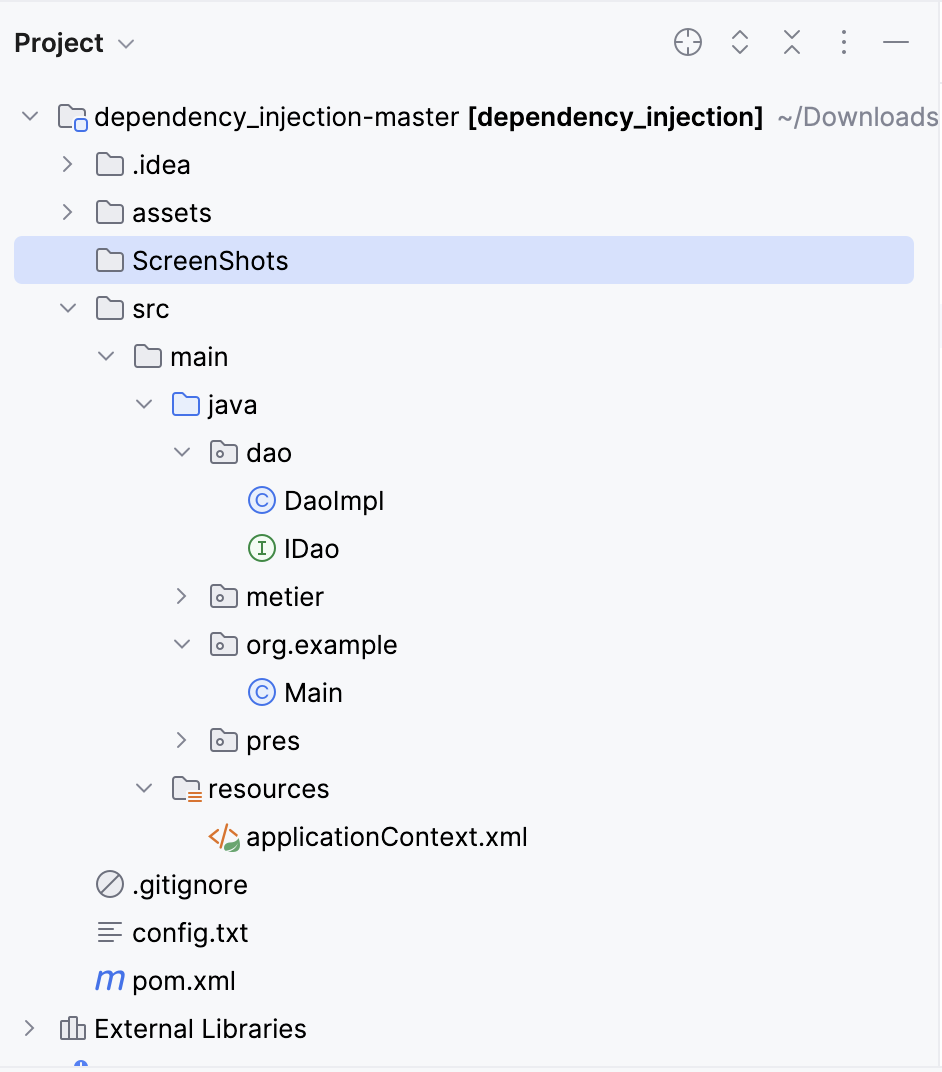 Project
dependency_injection-master [dependency_injection] ~/Downloads
.idea
assets
ScreenShots
src
main
java
dao
DaoImpl
IDao
metier
org.example
Main
pres
resources
applicationContext.xml
.gitignore
config.txt
pom.xml
External Libraries